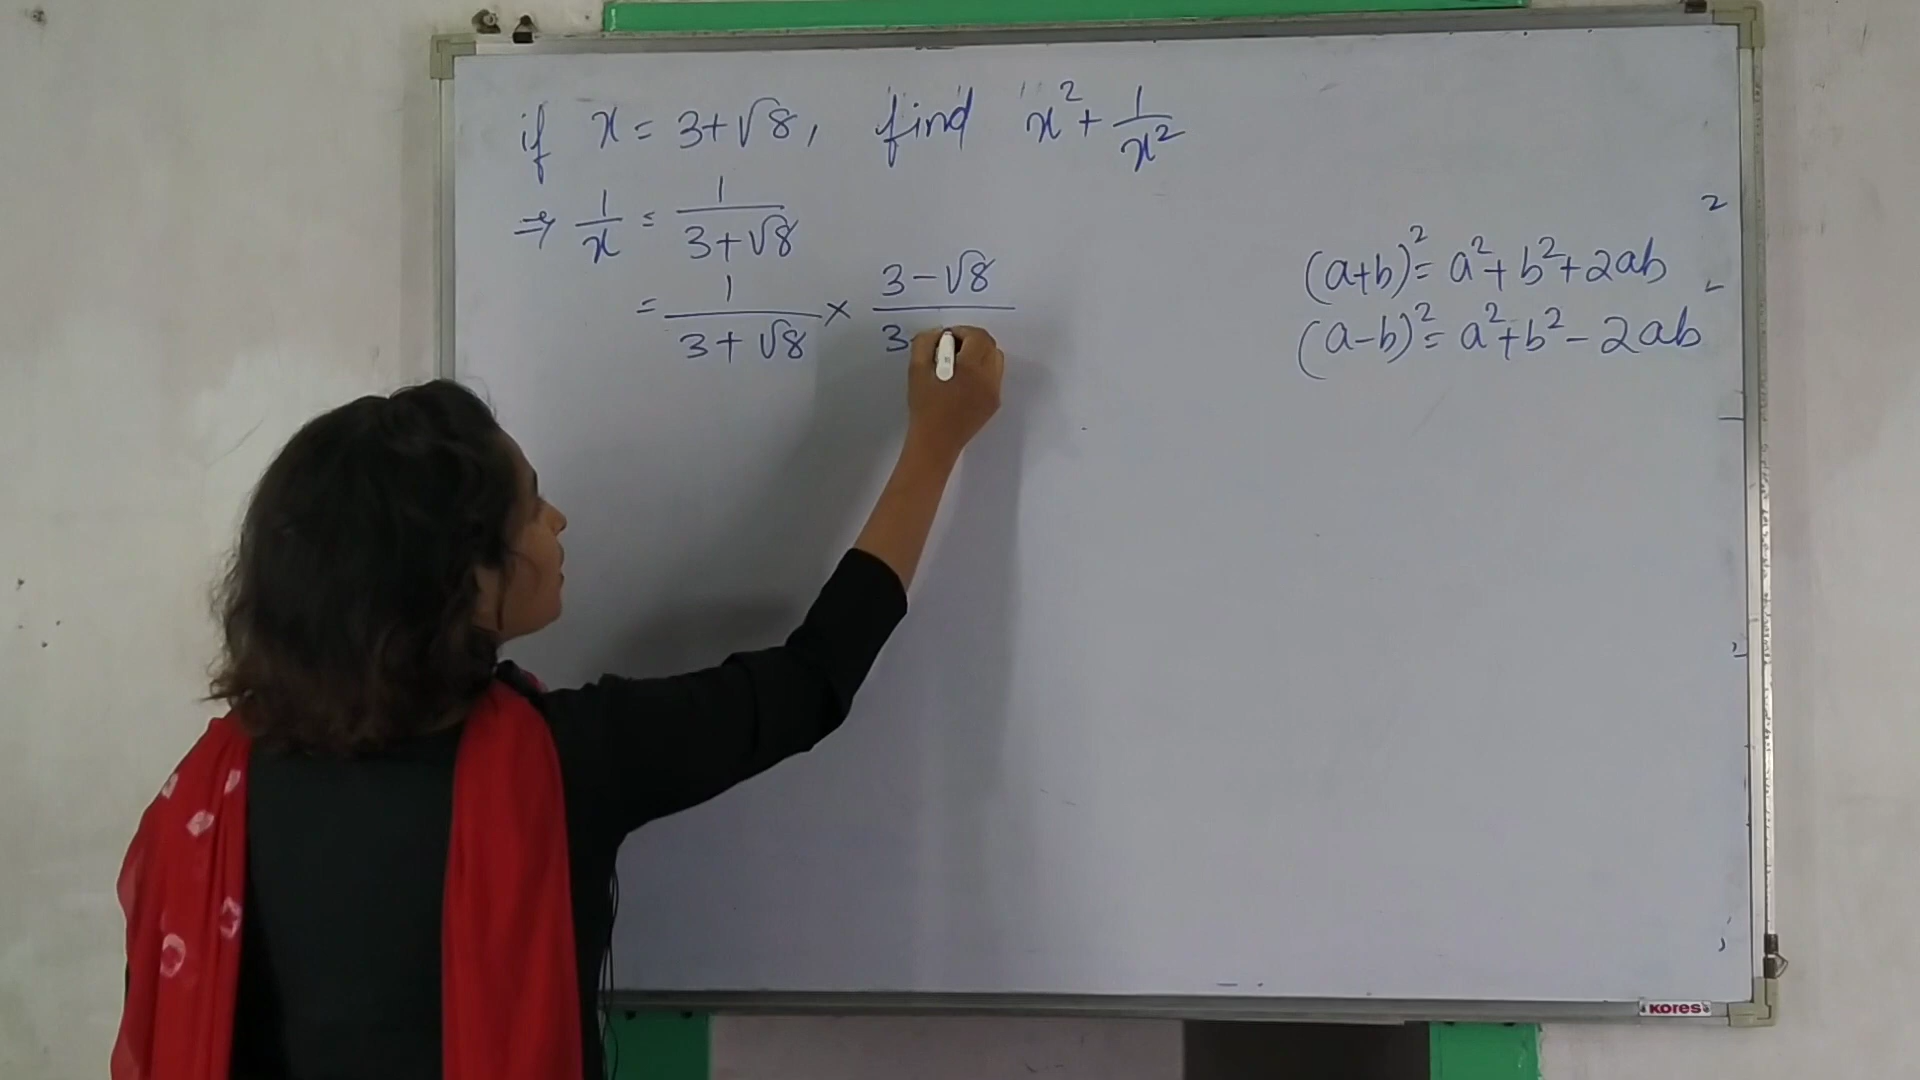 if x = 3+√8, find x² + 1/x²
⇒ 1/x = 1/(3+√8)
= 1/(3+√8) × (3-√8)/(3-
(a+b)² = a²+b²+2ab
(a-b)² = a²+b²-2ab
KORES